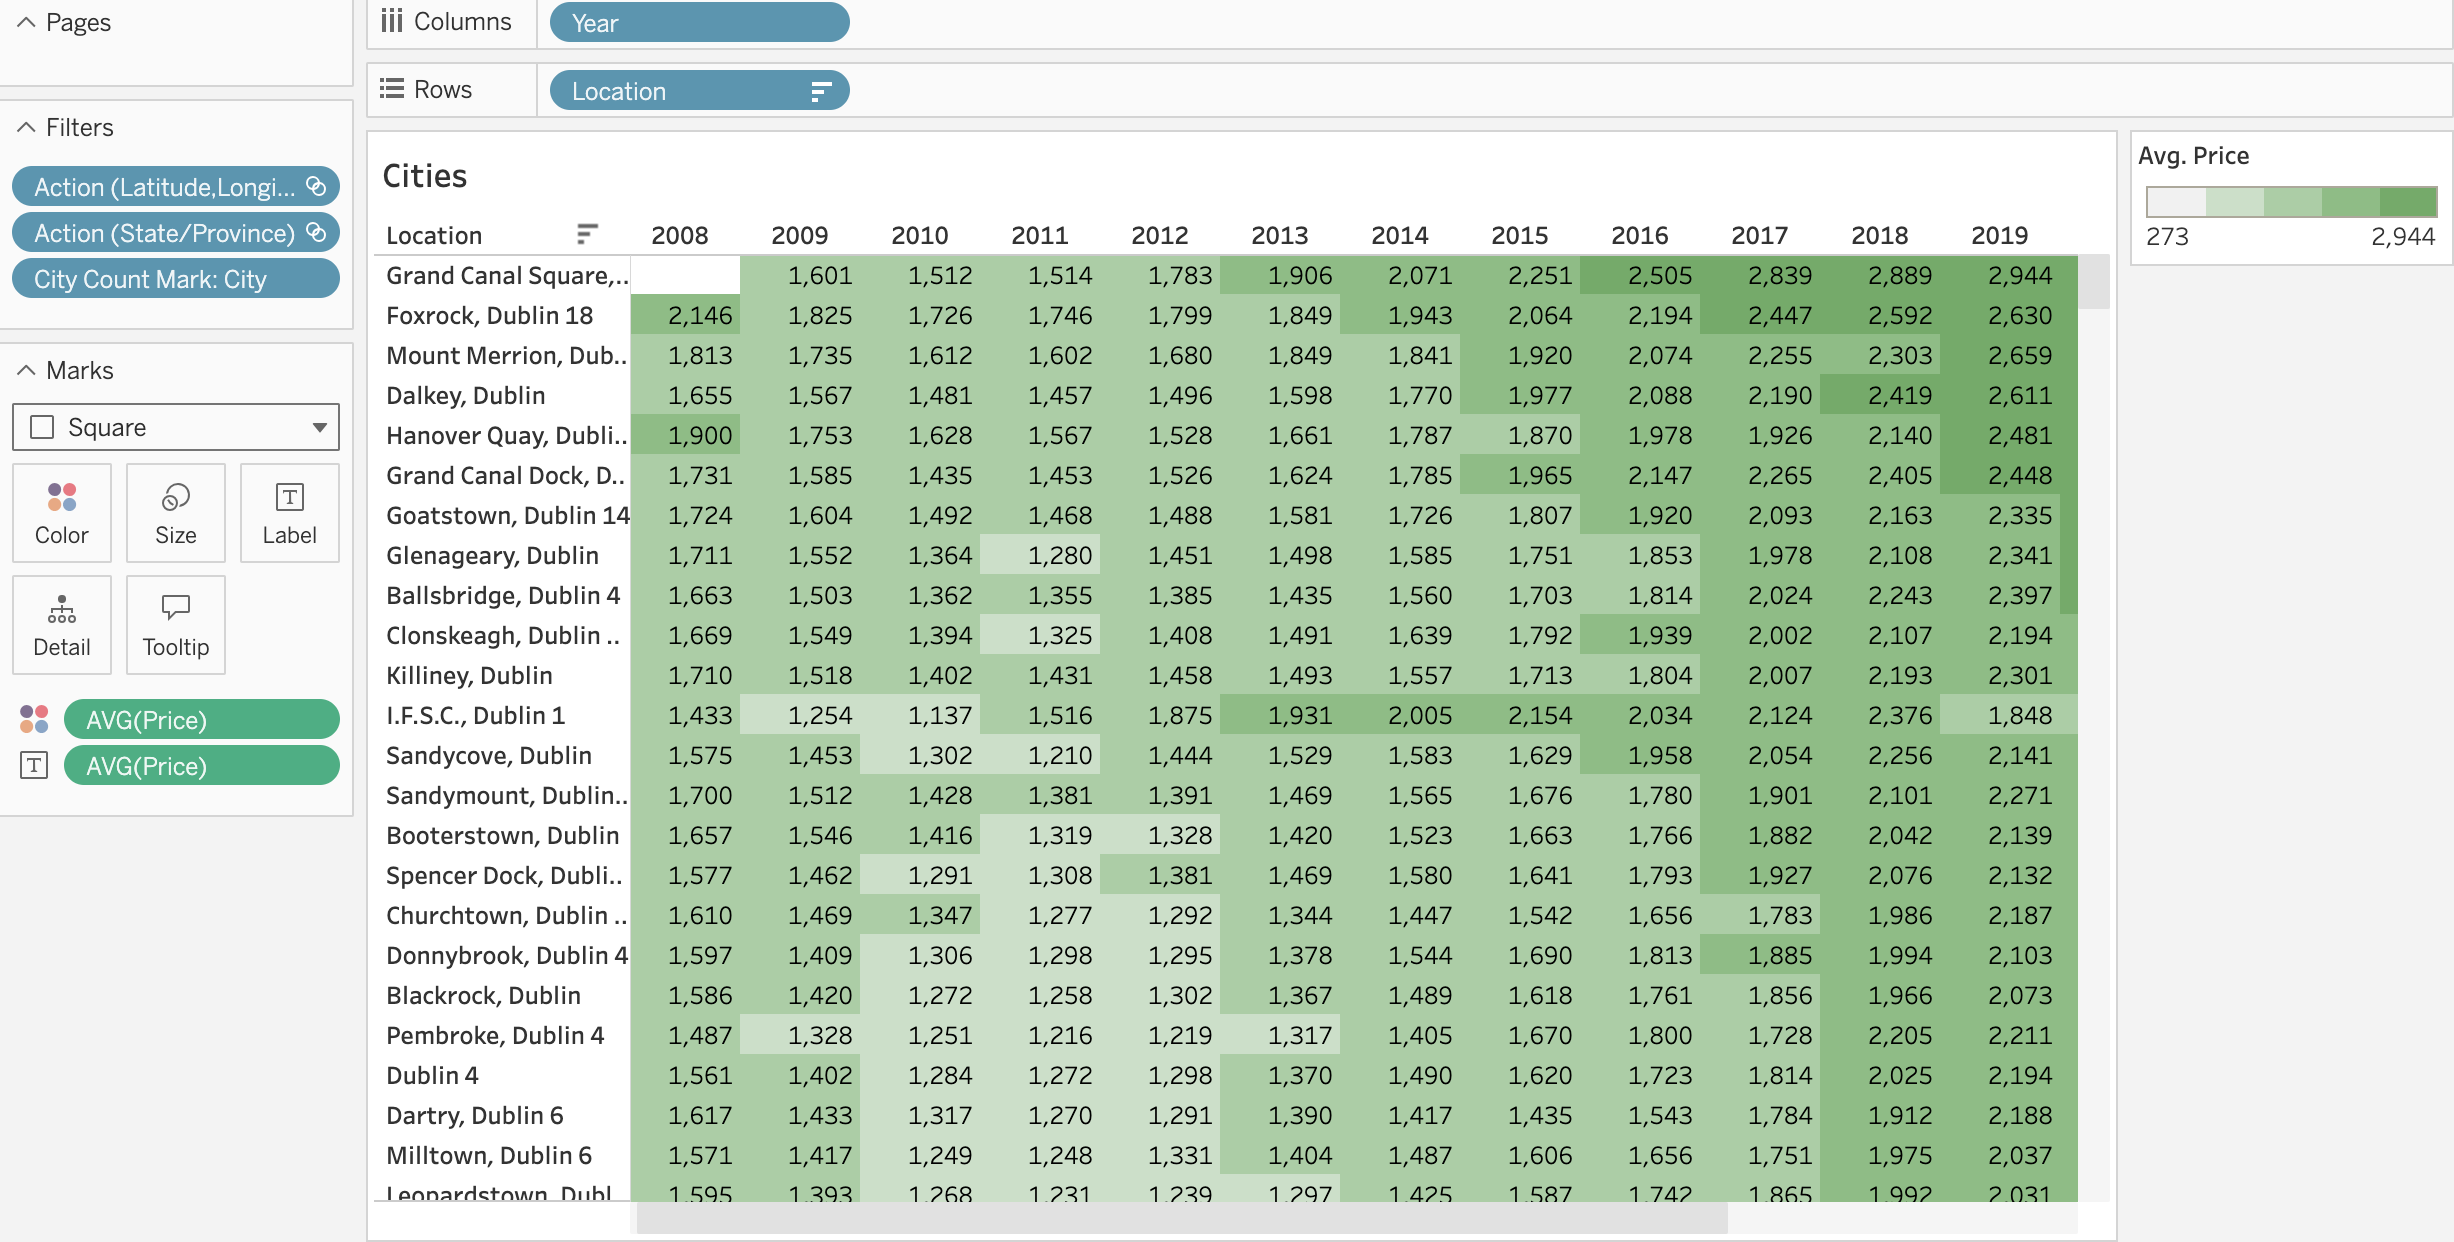 Pages
Columns
Year
Rows
Location
Filters
Action (Latitude,Longi...
Action (State/Province)
City Count Mark: City
Marks
Square
Color
Size
Label
Detail
Tooltip
AVG(Price)
AVG(Price)
Cities
Location 2008 2009 2010 2011 2012 2013 2014 2015 2016 2017 2018 2019
Grand Canal Square,.. 1,601 1,512 1,514 1,783 1,906 2,071 2,251 2,505 2,839 2,889 2,944
Foxrock, Dublin 18 2,146 1,825 1,726 1,746 1,799 1,849 1,943 2,064 2,194 2,447 2,592 2,630
Mount Merrion, Dub.. 1,813 1,735 1,612 1,602 1,680 1,849 1,841 1,920 2,074 2,255 2,303 2,659
Dalkey, Dublin 1,655 1,567 1,481 1,457 1,496 1,598 1,770 1,977 2,088 2,190 2,419 2,611
Hanover Quay, Dubli.. 1,900 1,753 1,628 1,567 1,528 1,661 1,787 1,870 1,978 1,926 2,140 2,481
Grand Canal Dock, D.. 1,731 1,585 1,435 1,453 1,526 1,624 1,785 1,965 2,147 2,265 2,405 2,448
Goatstown, Dublin 14 1,724 1,604 1,492 1,468 1,488 1,581 1,726 1,807 1,920 2,093 2,163 2,335
Glenageary, Dublin 1,711 1,552 1,364 1,280 1,451 1,498 1,585 1,751 1,853 1,978 2,108 2,341
Ballsbridge, Dublin 4 1,663 1,503 1,362 1,355 1,385 1,435 1,560 1,703 1,814 2,024 2,243 2,397
Clonskeagh, Dublin .. 1,669 1,549 1,394 1,325 1,408 1,491 1,639 1,792 1,939 2,002 2,107 2,194
Killiney, Dublin 1,710 1,518 1,402 1,431 1,458 1,493 1,557 1,713 1,804 2,007 2,193 2,301
I.F.S.C., Dublin 1 1,433 1,254 1,137 1,516 1,875 1,931 2,005 2,154 2,034 2,124 2,376 1,848
Sandycove, Dublin 1,575 1,453 1,302 1,210 1,444 1,529 1,583 1,629 1,958 2,054 2,256 2,141
Sandymount, Dublin.. 1,700 1,512 1,428 1,381 1,391 1,469 1,565 1,676 1,780 1,901 2,101 2,271
Booterstown, Dublin 1,657 1,546 1,416 1,319 1,328 1,420 1,523 1,663 1,766 1,882 2,042 2,139
Spencer Dock, Dubli.. 1,577 1,462 1,291 1,308 1,381 1,469 1,580 1,641 1,793 1,927 2,076 2,132
Churchtown, Dublin .. 1,610 1,469 1,347 1,277 1,292 1,344 1,447 1,542 1,656 1,783 1,986 2,187
Donnybrook, Dublin 4 1,597 1,409 1,306 1,298 1,295 1,378 1,544 1,690 1,813 1,885 1,994 2,103
Blackrock, Dublin 1,586 1,420 1,272 1,258 1,302 1,367 1,489 1,618 1,761 1,856 1,966 2,073
Pembroke, Dublin 4 1,487 1,328 1,251 1,216 1,219 1,317 1,405 1,670 1,800 1,728 2,205 2,211
Dublin 4 1,561 1,402 1,284 1,272 1,298 1,370 1,490 1,620 1,723 1,814 2,025 2,194
Dartry, Dublin 6 1,617 1,433 1,317 1,270 1,291 1,390 1,417 1,435 1,543 1,784 1,912 2,188
Milltown, Dublin 6 1,571 1,417 1,249 1,248 1,331 1,404 1,487 1,606 1,656 1,751 1,975 2,037
Leopardstown, Dubl 1,595 1,393 1,268 1,231 1,239 1,297 1,425 1,587 1,742 1,865 1,992 2,031
Avg. Price
273 2,944